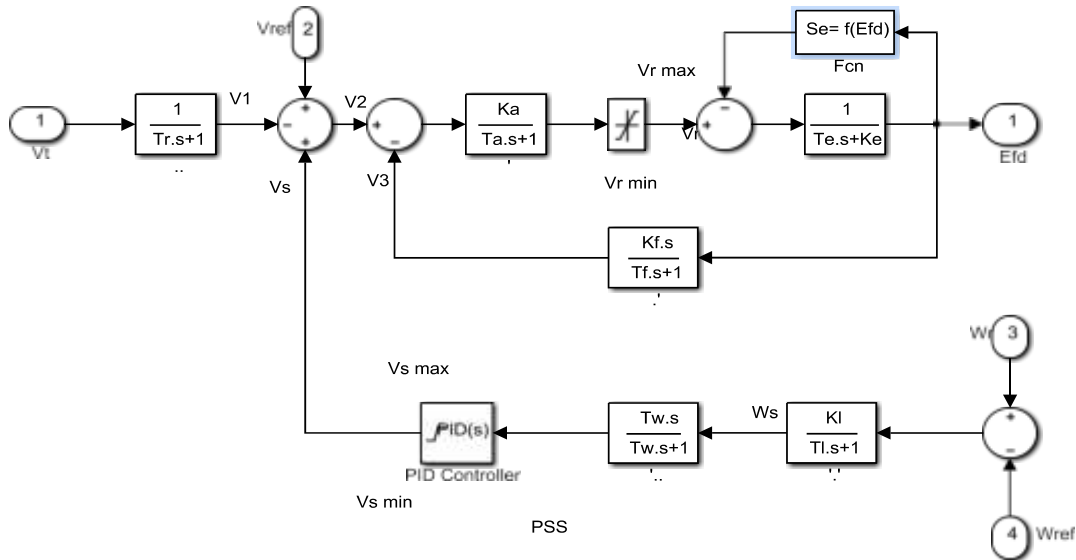 Vref
2
Se= f(Efd)
Fcn
Vr max
1
Vt
1
Tr.s+1
V1
+
−
+
V2
+
−
Ka
Ta.s+1
Vr
−
+
1
Te.s+Ke
1
Efd
Vs
V3
Vr min
Kf.s
Tf.s+1
Wr
3
Vs max
PID(s)
PID Controller
Tw.s
Tw.s+1
Ws
Kl
Tl.s+1
+
−
Vs min
PSS
4
Wref